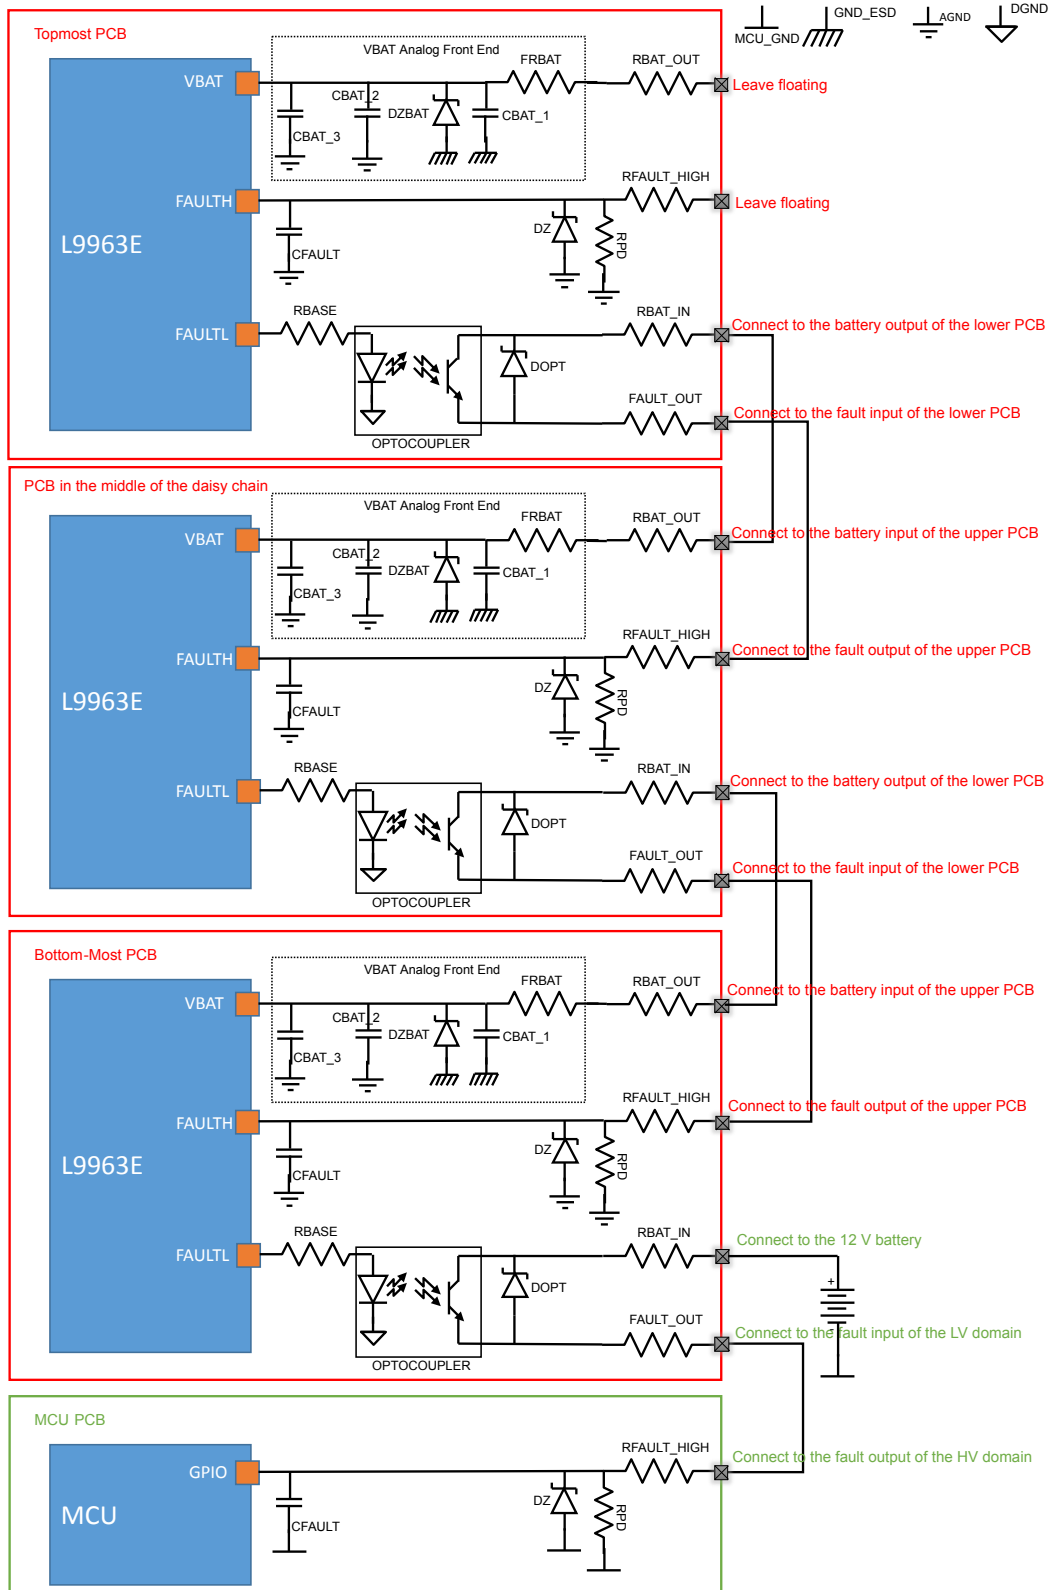 MCU_GND
GND_ESD
AGND
DGND
Topmost PCB
VBAT Analog Front End
VBAT
FRBAT
RBAT_OUT
Leave floating
CBAT_2
DZBAT
CBAT_1
CBAT_3
RFAULT_HIGH
FAULTH
Leave floating
DZ
RPD
L9963E
CFAULT
RBASE
RBAT_IN
Connect to the battery output of the lower PCB
FAULTL
DOPT
FAULT_OUT
Connect to the fault input of the lower PCB
OPTOCOUPLER
PCB in the middle of the daisy chain
VBAT Analog Front End
VBAT
FRBAT
RBAT_OUT
Connect to the battery input of the upper PCB
CBAT_2
DZBAT
CBAT_1
CBAT_3
RFAULT_HIGH
FAULTH
Connect to the fault output of the upper PCB
DZ
RPD
L9963E
CFAULT
RBASE
RBAT_IN
Connect to the battery output of the lower PCB
FAULTL
DOPT
FAULT_OUT
Connect to the fault input of the lower PCB
OPTOCOUPLER
Bottom-Most PCB
VBAT Analog Front End
VBAT
FRBAT
RBAT_OUT
Connect to the battery input of the upper PCB
CBAT_2
DZBAT
CBAT_1
CBAT_3
RFAULT_HIGH
FAULTH
Connect to the fault output of the upper PCB
DZ
RPD
L9963E
CFAULT
RBASE
RBAT_IN
Connect to the 12 V battery
FAULTL
DOPT
+
-
FAULT_OUT
Connect to the fault input of the LV domain
OPTOCOUPLER
MCU PCB
RFAULT_HIGH
GPIO
Connect to the fault output of the HV domain
DZ
RPD
MCU
CFAULT